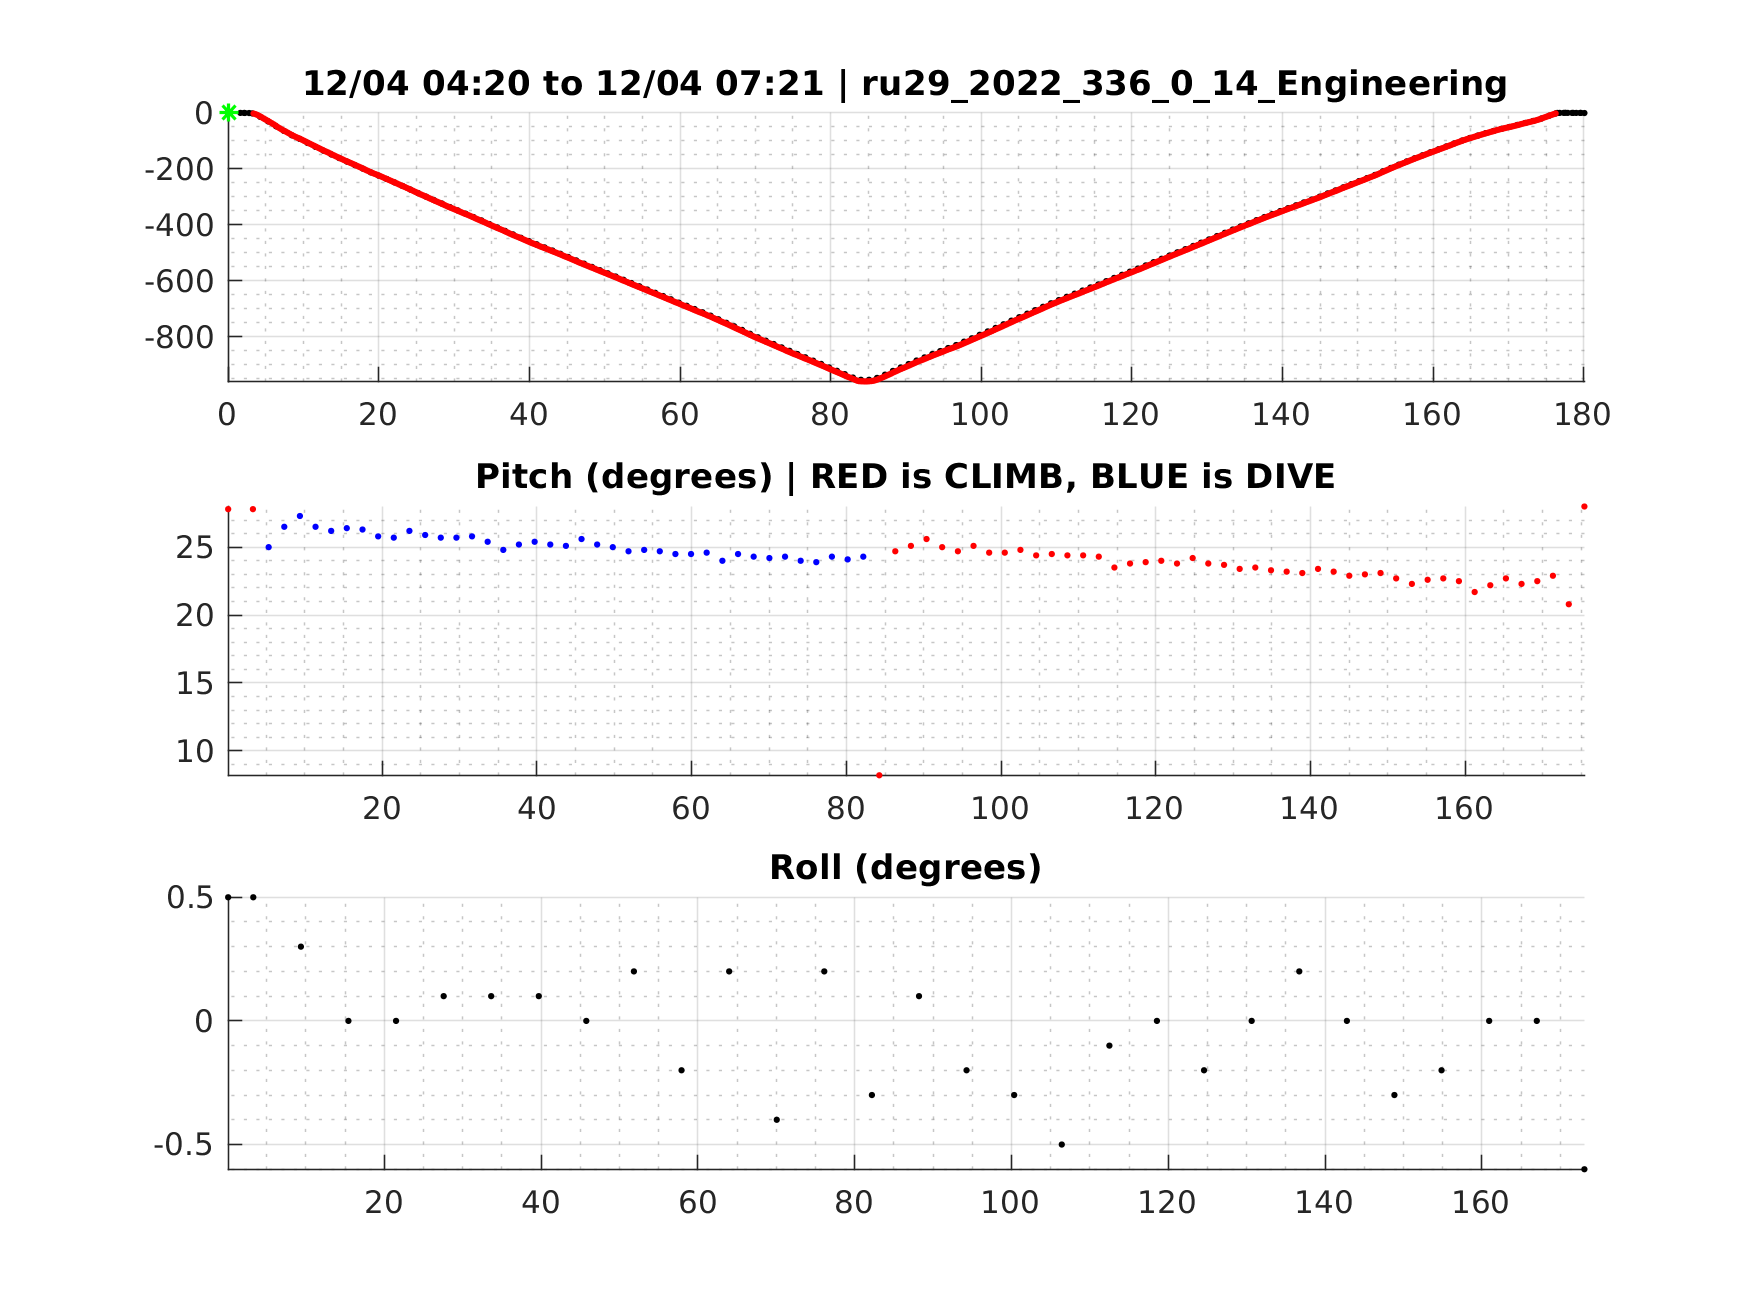 12/04 04:20 to 12/04 07:21 | ru29_2022_336_0_14_Engineering
0
-200
-400
-600
-800
0 20 40 60 80 100 120 140 160 180
Pitch (degrees) | RED is CLIMB, BLUE is DIVE
25
20
15
10
20 40 60 80 100 120 140 160
Roll (degrees)
0.5
0
-0.5
20 40 60 80 100 120 140 160